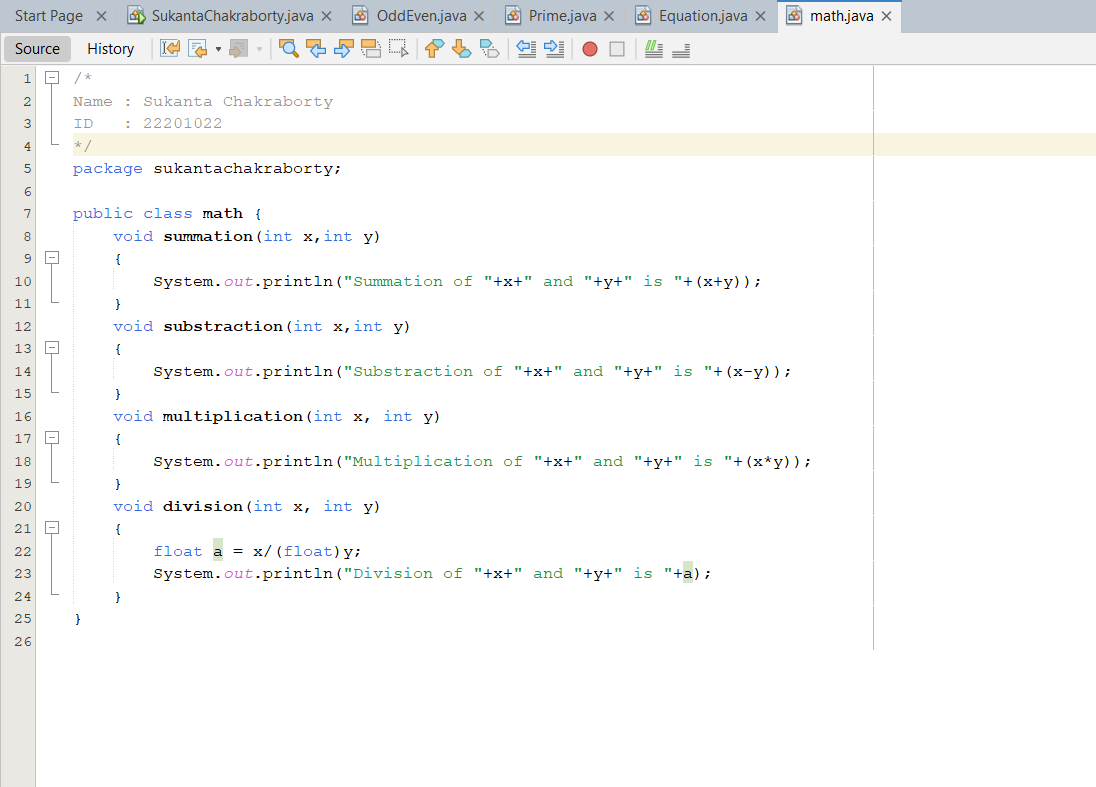 Start Page SukantaChakraborty.java OddEven.java Prime.java Equation.java math.java
Source History
1 /*
2 Name : Sukanta Chakraborty
3 ID   : 22201022
4 */
5 package sukantachakraborty;
6
7 public class math {
8     void summation(int x,int y)
9     {
10         System.out.println("Summation of "+x+" and "+y+" is "+(x+y));
11     }
12     void substraction(int x,int y)
13     {
14         System.out.println("Substraction of "+x+" and "+y+" is "+(x-y));
15     }
16     void multiplication(int x, int y)
17     {
18         System.out.println("Multiplication of "+x+" and "+y+" is "+(x*y));
19     }
20     void division(int x, int y)
21     {
22         float a = x/(float)y;
23         System.out.println("Division of "+x+" and "+y+" is "+a);
24     }
25 }
26